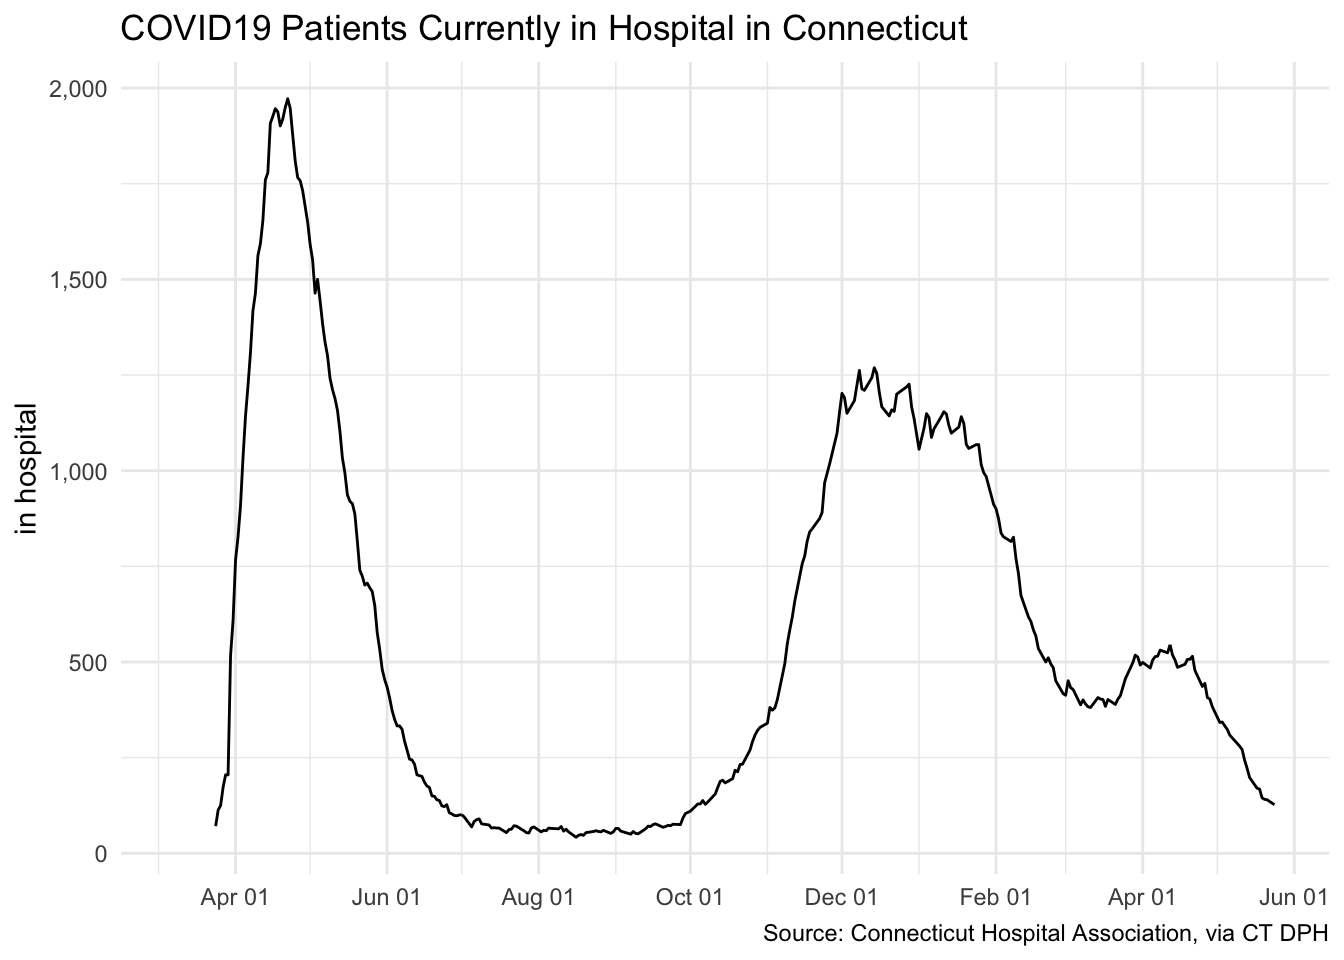 COVID19 Patients Currently in Hospital in Connecticut
2,000
1,500
1,000
500
0
in hospital
Apr 01 Jun 01 Aug 01 Oct 01 Dec 01 Feb 01 Apr 01 Jun 01
Source: Connecticut Hospital Association, via CT DPH